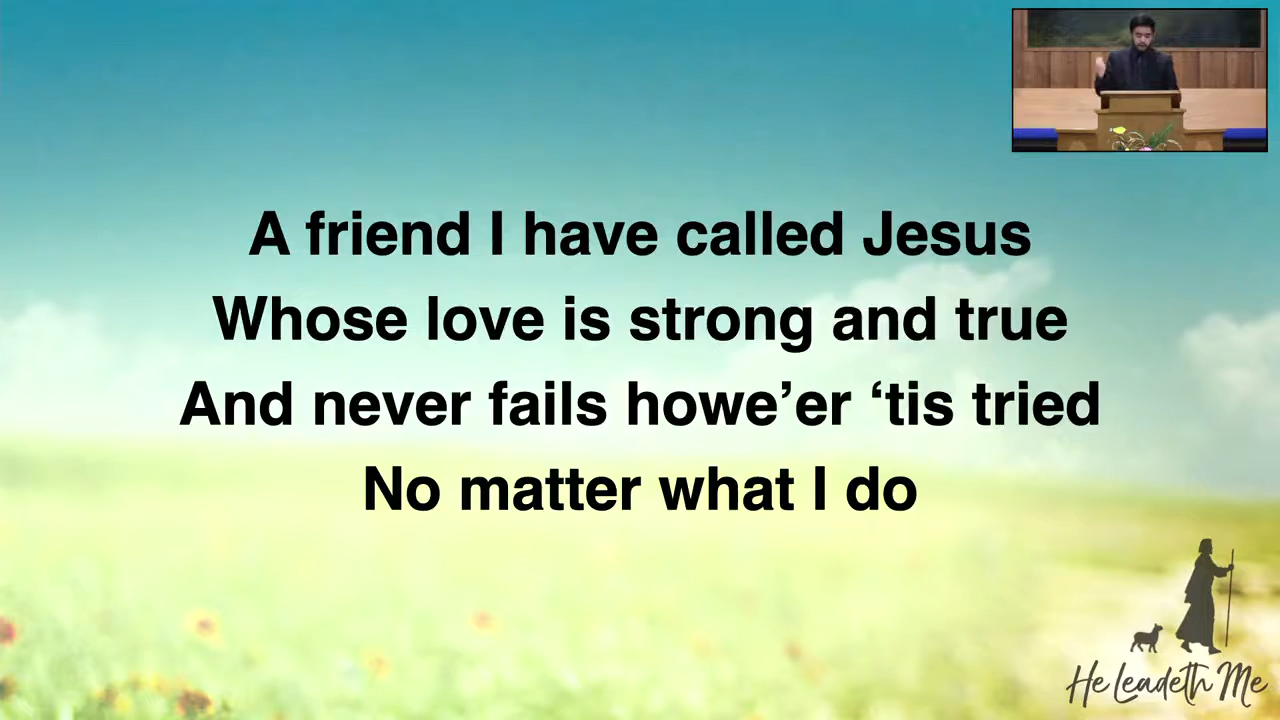 A friend I have called Jesus
Whose love is strong and true
And never fails howe’er ‘tis tried
No matter what I do
He Leadeth Me